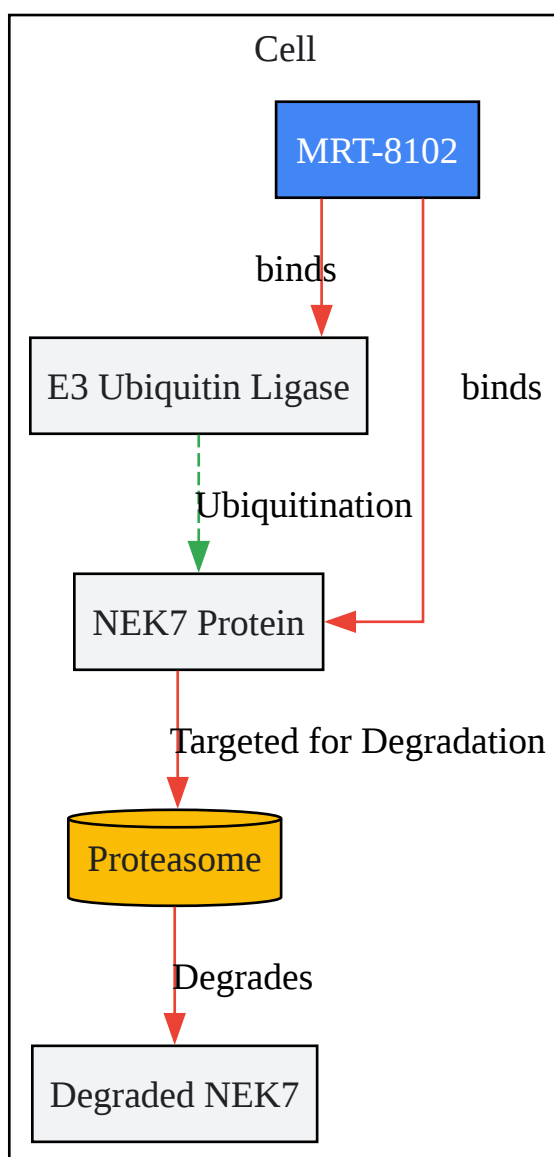 Cell
MRT-8102
binds
E3 Ubiquitin Ligase
binds
Ubiquitination
NEK7 Protein
Targeted for Degradation
Proteasome
Degrades
Degraded NEK7